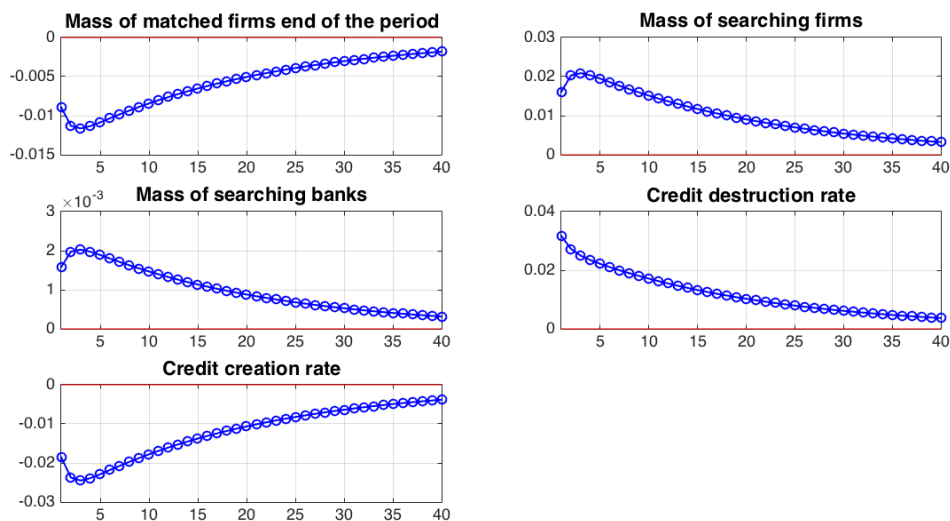 Mass of matched firms end of the period
0
-0.005
-0.01
-0.015
5 10 15 20 25 30 35 40
Mass of searching firms
0.03
0.02
0.01
0
5 10 15 20 25 30 35 40
Mass of searching banks
×10⁻³
3
2
1
0
5 10 15 20 25 30 35 40
Credit destruction rate
0.04
0.02
0
5 10 15 20 25 30 35 40
Credit creation rate
0
-0.01
-0.02
-0.03
5 10 15 20 25 30 35 40